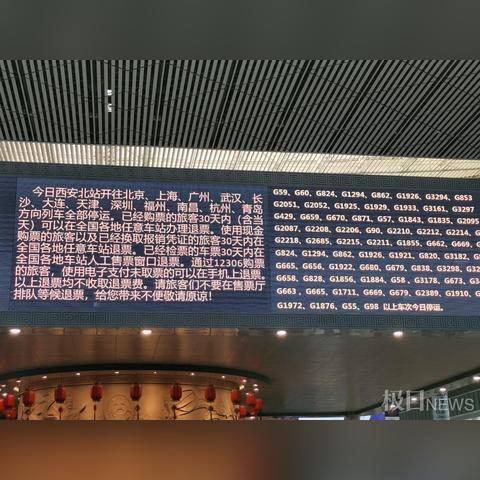 今日西安北站开往北京、上海、广州、武汉、长
沙、大连、天津、深圳、福州、南昌、杭州、青岛
方向列车全部停运。已经购票的旅客30天内(含当
天)可以在全国各地任意车站办理退票。使用现金
购票的旅客以及已经换取报销凭证的旅客30天内在
全国各地任意车站退票。已经检票的车票30天内在
全国各地车站人工售票窗口退票。通过12306购票
的旅客,使用电子支付未取票的可以在手机上退票。
以上退票均不收取退票费。请旅客们不要在售票厅
排队等候退票,给您带来不便敬请原谅!
G59、G60、G824、G1294、G862、G1926、G3294、G853
G2051、G2052、G1925、G1929、G1933、G3161、G3297
G429、G659、G670、G871、G57、G1843、G1835、G2095
G2087、G2208、G2206、G90、G2210、G2212、G2214、
G2218、G2685、G2215、G2211、G1855、G662、G669、
G824、G1294、G862、G1926、G1921、G820、G3182、
G665、G656、G1922、G680、G679、G838、G3298、
G852、G828、G1856、G1884、G58、G3178、G673、
G663、G665、G1711、G669、G679、G2389、G1910、
G1972、G1876、G55、G98 以上车次今日停运。
极目NEWS